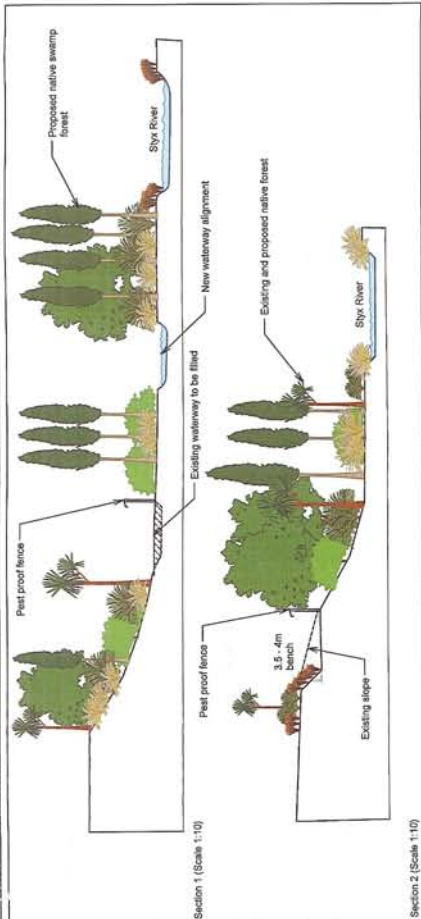 Proposed native swamp
forest
Styx River
New waterway alignment
Existing waterway to be filled
Pest proof fence
Section 1 (Scale 1:10)
Existing and proposed native forest
Styx River
Pest proof fence
3.5 - 4m
bench
Existing slope
Section 2 (Scale 1:10)